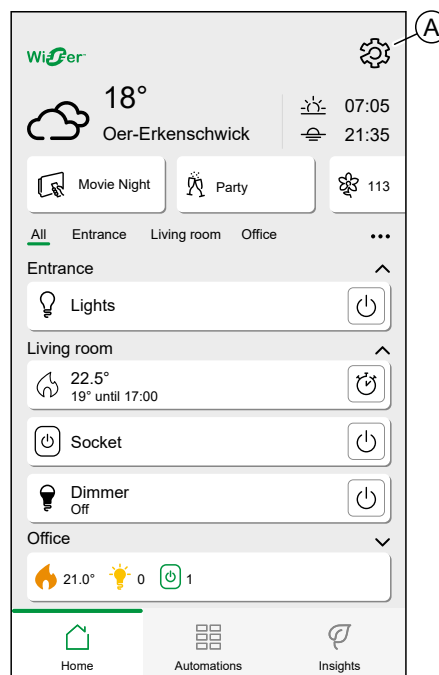 A
Wiser
18°
Oer-Erkenschwick
07:05
21:35
Movie Night
Party
113
All Entrance Living room Office •••
Entrance
Lights
Living room
22.5°
19° until 17:00
Socket
Dimmer
Off
Office
21.0° 0 1
Home Automations Insights